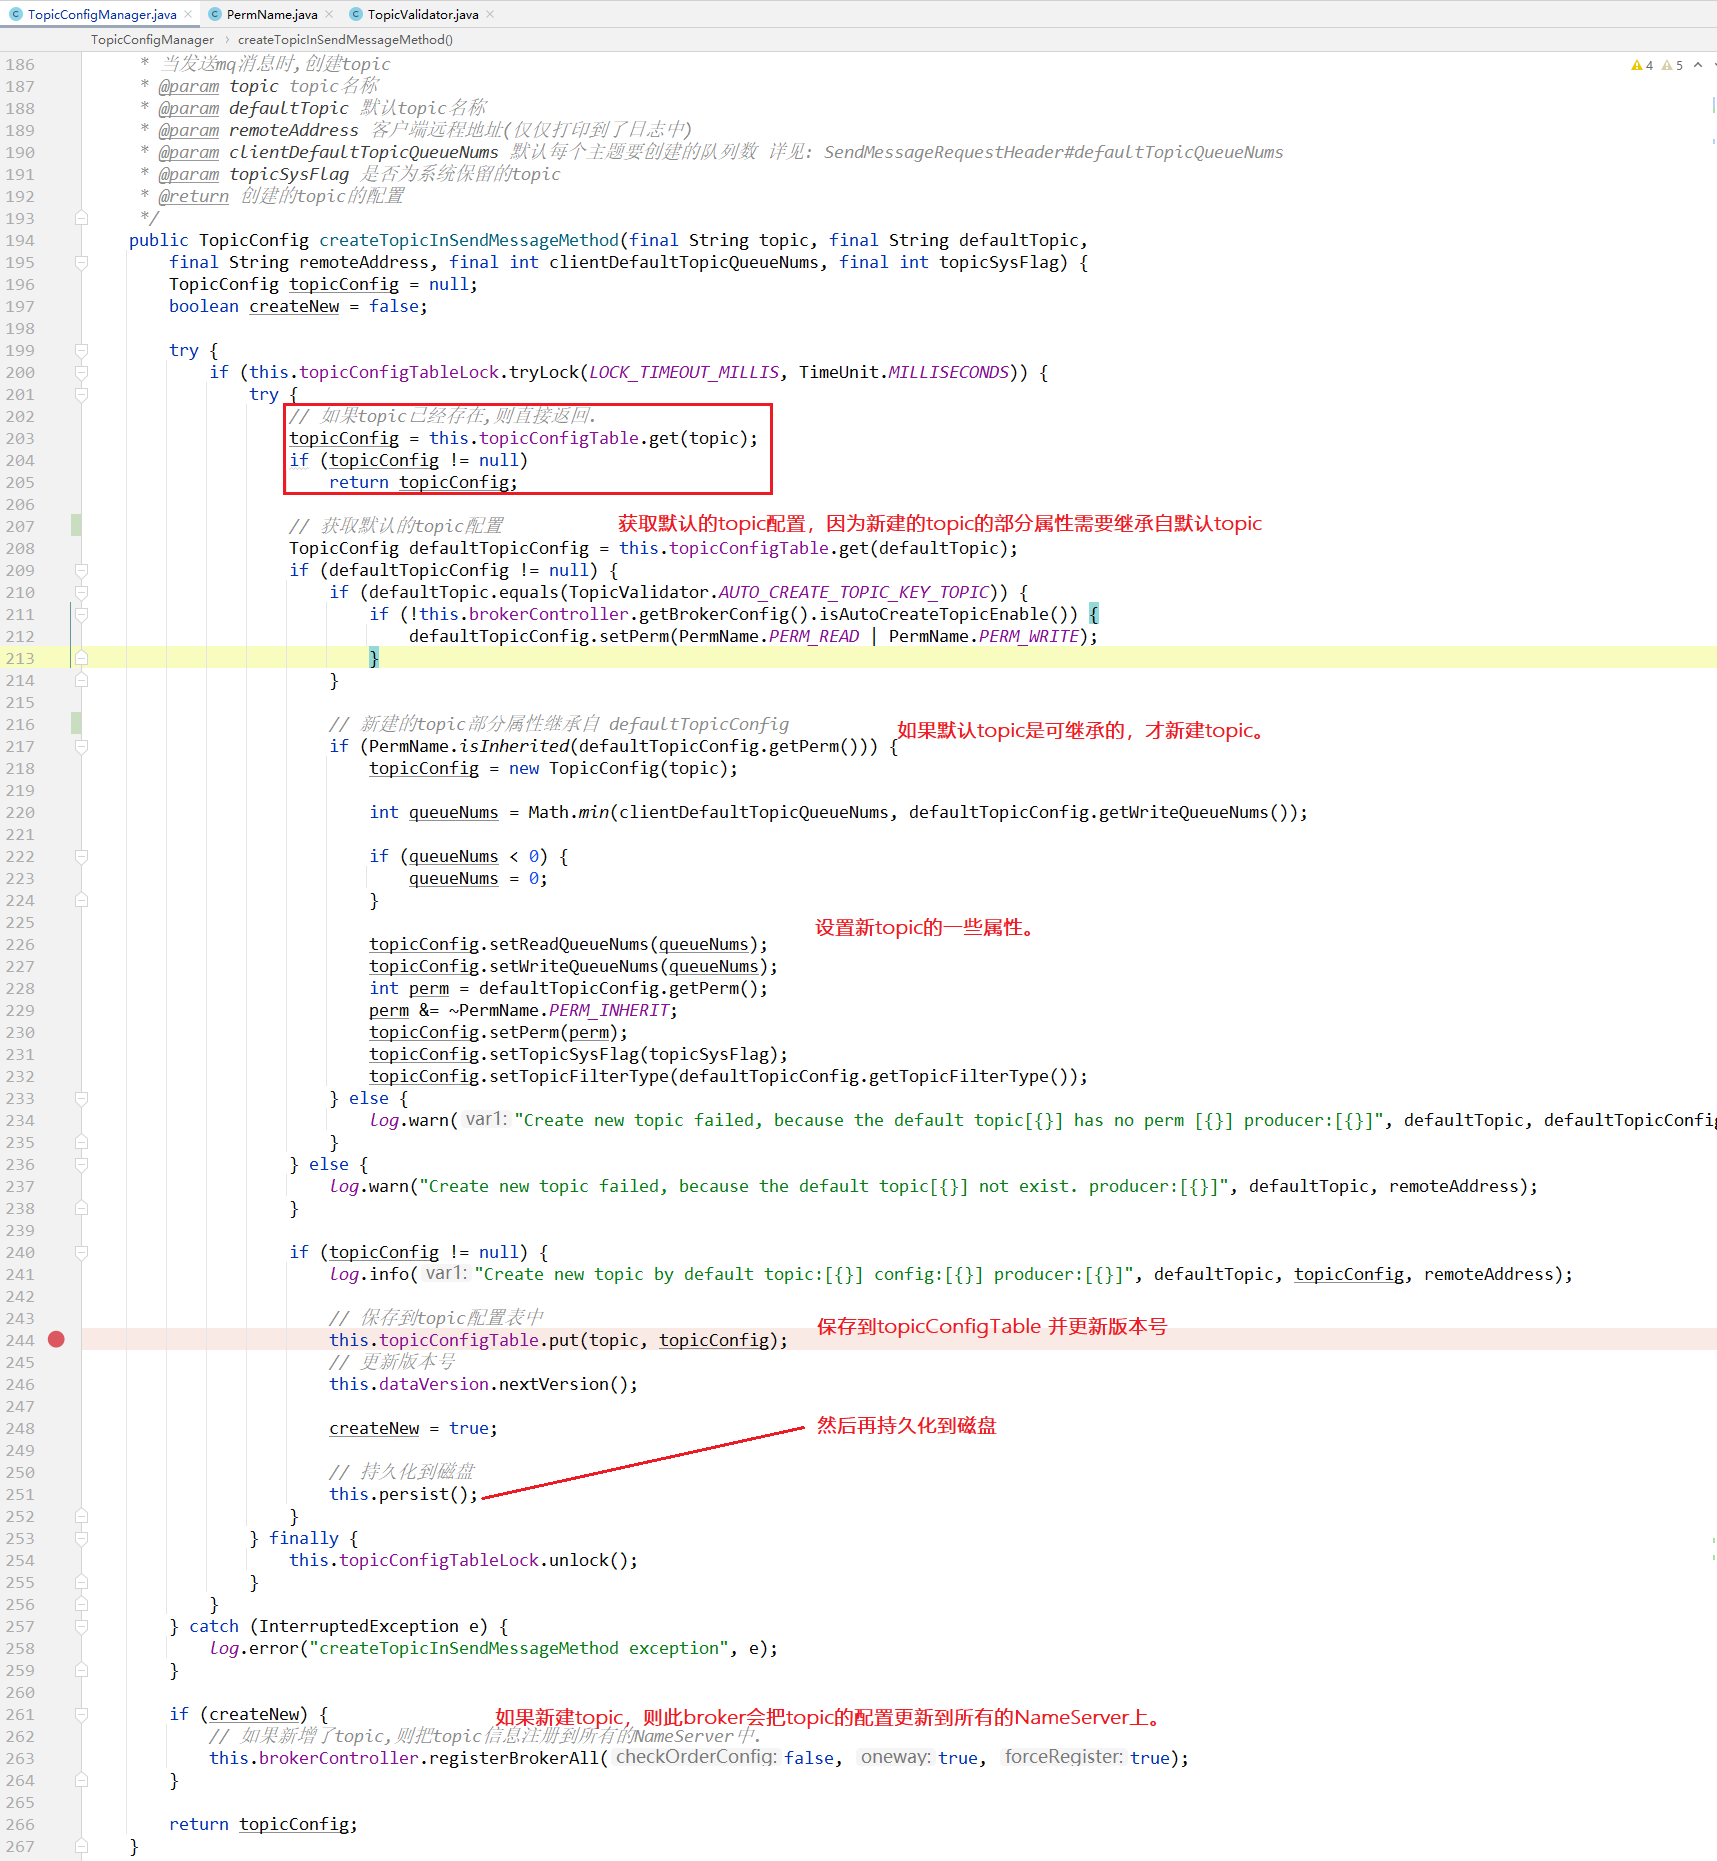 TopicConfigManager.java × PermName.java × TopicValidator.java ×
TopicConfigManager › createTopicInSendMessageMethod()
4 5
186 * 当发送mq消息时,创建topic
187 * @param topic topic名称
188 * @param defaultTopic 默认topic名称
189 * @param remoteAddress 客户端远程地址(仅仅打印到了日志中)
190 * @param clientDefaultTopicQueueNums 默认每个主题要创建的队列数 详见: SendMessageRequestHeader#defaultTopicQueueNums
191 * @param topicSysFlag 是否为系统保留的topic
192 * @return 创建的topic的配置
193 */
194 public TopicConfig createTopicInSendMessageMethod(final String topic, final String defaultTopic,
195 final String remoteAddress, final int clientDefaultTopicQueueNums, final int topicSysFlag) {
196 TopicConfig topicConfig = null;
197 boolean createNew = false;
198
199 try {
200 if (this.topicConfigTableLock.tryLock(LOCK_TIMEOUT_MILLIS, TimeUnit.MILLISECONDS)) {
201 try {
202 // 如果topic已经存在,则直接返回.
203 topicConfig = this.topicConfigTable.get(topic);
204 if (topicConfig != null)
205 return topicConfig;
206
207 // 获取默认的topic配置 获取默认的topic配置，因为新建的topic的部分属性需要继承自默认topic
208 TopicConfig defaultTopicConfig = this.topicConfigTable.get(defaultTopic);
209 if (defaultTopicConfig != null) {
210 if (defaultTopic.equals(TopicValidator.AUTO_CREATE_TOPIC_KEY_TOPIC)) {
211 if (!this.brokerController.getBrokerConfig().isAutoCreateTopicEnable()) {
212 defaultTopicConfig.setPerm(PermName.PERM_READ | PermName.PERM_WRITE);
213 }
214 }
215
216 // 新建的topic部分属性继承自 defaultTopicConfig 如果默认topic是可继承的，才新建topic。
217 if (PermName.isInherited(defaultTopicConfig.getPerm())) {
218 topicConfig = new TopicConfig(topic);
219
220 int queueNums = Math.min(clientDefaultTopicQueueNums, defaultTopicConfig.getWriteQueueNums());
221
222 if (queueNums < 0) {
223 queueNums = 0;
224 }
225 设置新topic的一些属性。
226 topicConfig.setReadQueueNums(queueNums);
227 topicConfig.setWriteQueueNums(queueNums);
228 int perm = defaultTopicConfig.getPerm();
229 perm &= ~PermName.PERM_INHERIT;
230 topicConfig.setPerm(perm);
231 topicConfig.setTopicSysFlag(topicSysFlag);
232 topicConfig.setTopicFilterType(defaultTopicConfig.getTopicFilterType());
233 } else {
234 log.warn( var1: "Create new topic failed, because the default topic[{}] has no perm [{}] producer:[{}]", defaultTopic, defaultTopicConfig
235 }
236 } else {
237 log.warn("Create new topic failed, because the default topic[{}] not exist. producer:[{}]", defaultTopic, remoteAddress);
238 }
239
240 if (topicConfig != null) {
241 log.info( var1: "Create new topic by default topic:[{}] config:[{}] producer:[{}]", defaultTopic, topicConfig, remoteAddress);
242
243 // 保存到topic配置表中 保存到topicConfigTable 并更新版本号
244 this.topicConfigTable.put(topic, topicConfig);
245 // 更新版本号
246 this.dataVersion.nextVersion();
247
248 createNew = true; 然后再持久化到磁盘
249
250 // 持久化到磁盘
251 this.persist();
252 }
253 } finally {
254 this.topicConfigTableLock.unlock();
255 }
256 }
257 } catch (InterruptedException e) {
258 log.error("createTopicInSendMessageMethod exception", e);
259 }
260
261 if (createNew) { 如果新建topic，则此broker会把topic的配置更新到所有的NameServer上。
262 // 如果新增了topic,则把topic信息注册到所有的NameServer中.
263 this.brokerController.registerBrokerAll( checkOrderConfig: false, oneway: true, forceRegister: true);
264 }
265
266 return topicConfig;
267 }